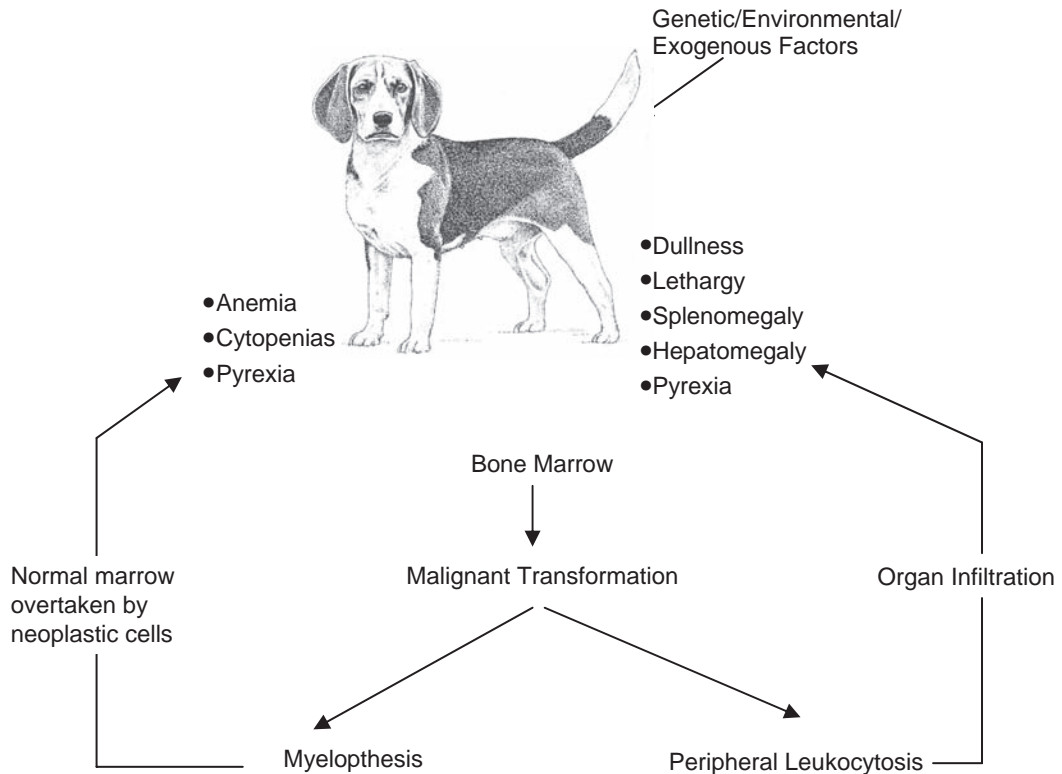 Genetic/Environmental/
Exogenous Factors
•Anemia
•Cytopenias
•Pyrexia
•Dullness
•Lethargy
•Splenomegaly
•Hepatomegaly
•Pyrexia
Bone Marrow
Normal marrow
overtaken by
neoplastic cells
Malignant Transformation
Organ Infiltration
Myelopthesis
Peripheral Leukocytosis